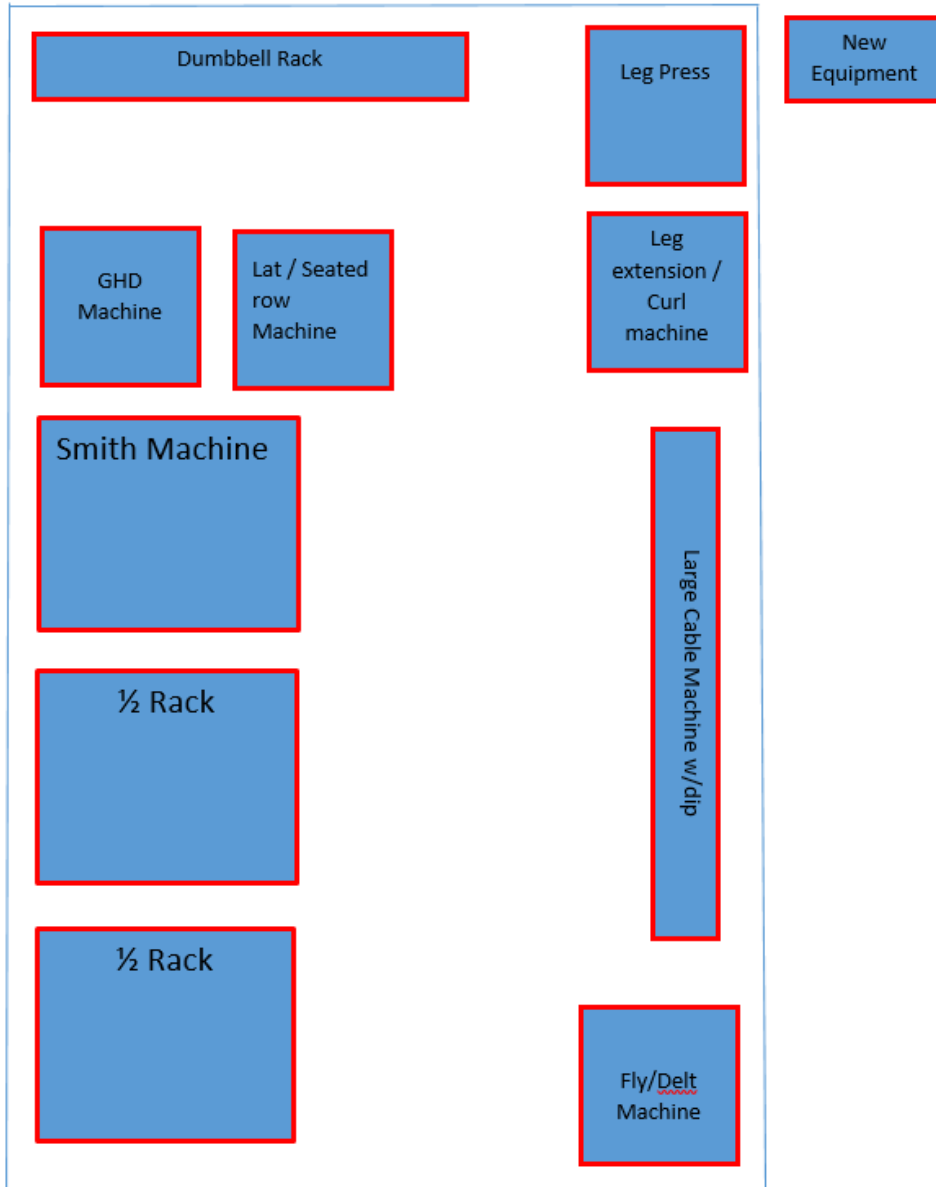 Dumbbell Rack
Leg Press
New
Equipment
GHD
Machine
Lat / Seated
row
Machine
Leg
extension /
Curl
machine
Smith Machine
Large Cable Machine w/dip
½ Rack
½ Rack
Fly/Delt
Machine